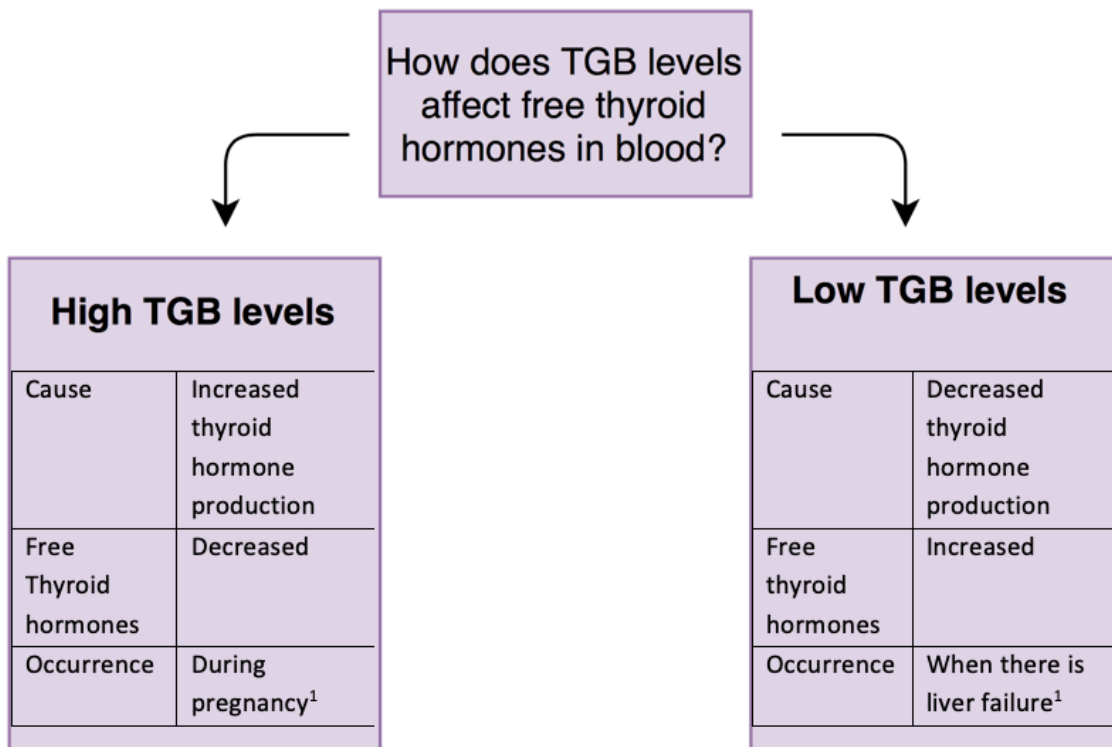 How does TGB levels
affect free thyroid
hormones in blood?
High TGB levels
Cause
Increased
thyroid
hormone
production
Free
Thyroid
hormones
Decreased
Occurrence
During
pregnancy¹
Low TGB levels
Cause
Decreased
thyroid
hormone
production
Free
thyroid
hormones
Increased
Occurrence
When there is
liver failure¹